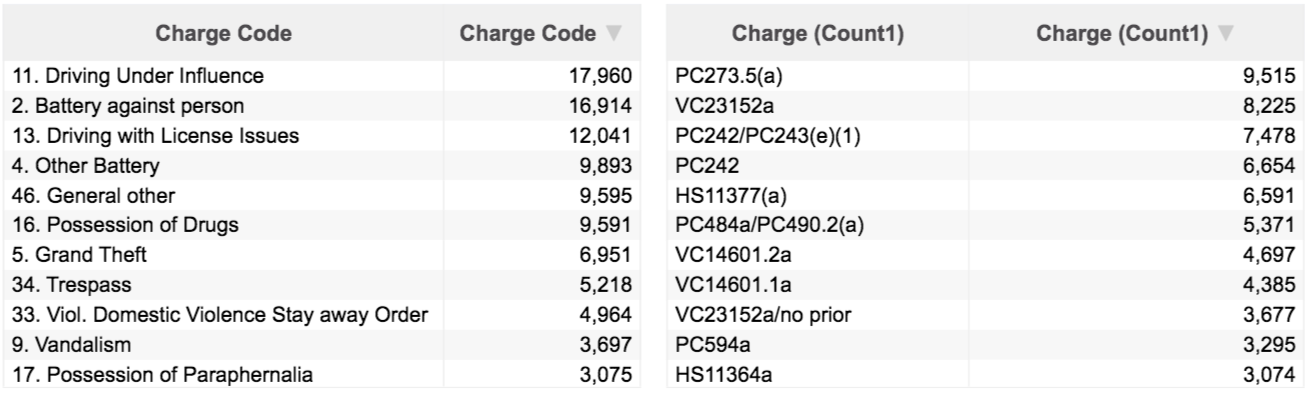 Charge Code Charge Code ▼
11. Driving Under Influence 17,960
2. Battery against person 16,914
13. Driving with License Issues 12,041
4. Other Battery 9,893
46. General other 9,595
16. Possession of Drugs 9,591
5. Grand Theft 6,951
34. Trespass 5,218
33. Viol. Domestic Violence Stay away Order 4,964
9. Vandalism 3,697
17. Possession of Paraphernalia 3,075
Charge (Count1) Charge (Count1) ▼
PC273.5(a) 9,515
VC23152a 8,225
PC242/PC243(e)(1) 7,478
PC242 6,654
HS11377(a) 6,591
PC484a/PC490.2(a) 5,371
VC14601.2a 4,697
VC14601.1a 4,385
VC23152a/no prior 3,677
PC594a 3,295
HS11364a 3,074